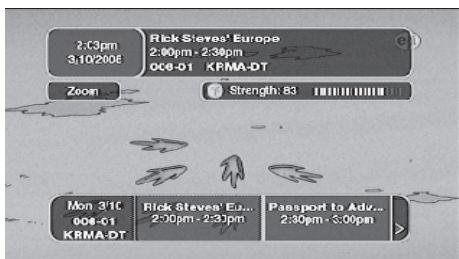 2:03pm
3/10/2008
Rick Steves' Europe
2:00pm - 2:30pm
006-01 KRMA-DT
Zoom
Strength: 83
Mon 3/10
006-01
KRMA-DT
Rick Steves' Eu...
2:00pm - 2:30pm
Passport to Adv...
2:30pm - 3:00pm